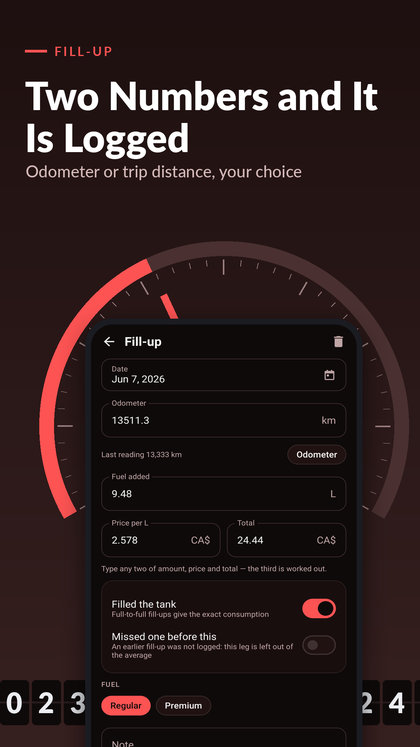 FILL-UP
Two Numbers and It
Is Logged
Odometer or trip distance, your choice
Fill-up
Date
Jun 7, 2026
Odometer
13511.3 km
Last reading 13,333 km Odometer
Fuel added
9.48 L
Price per L Total
2.578 CA$ 24.44 CA$
Type any two of amount, price and total — the third is worked out.
Filled the tank
Full-to-full fill-ups give the exact consumption
Missed one before this
An earlier fill-up was not logged: this leg is left out of
the average
FUEL
0 2 3 2 4
Regular Premium
Note